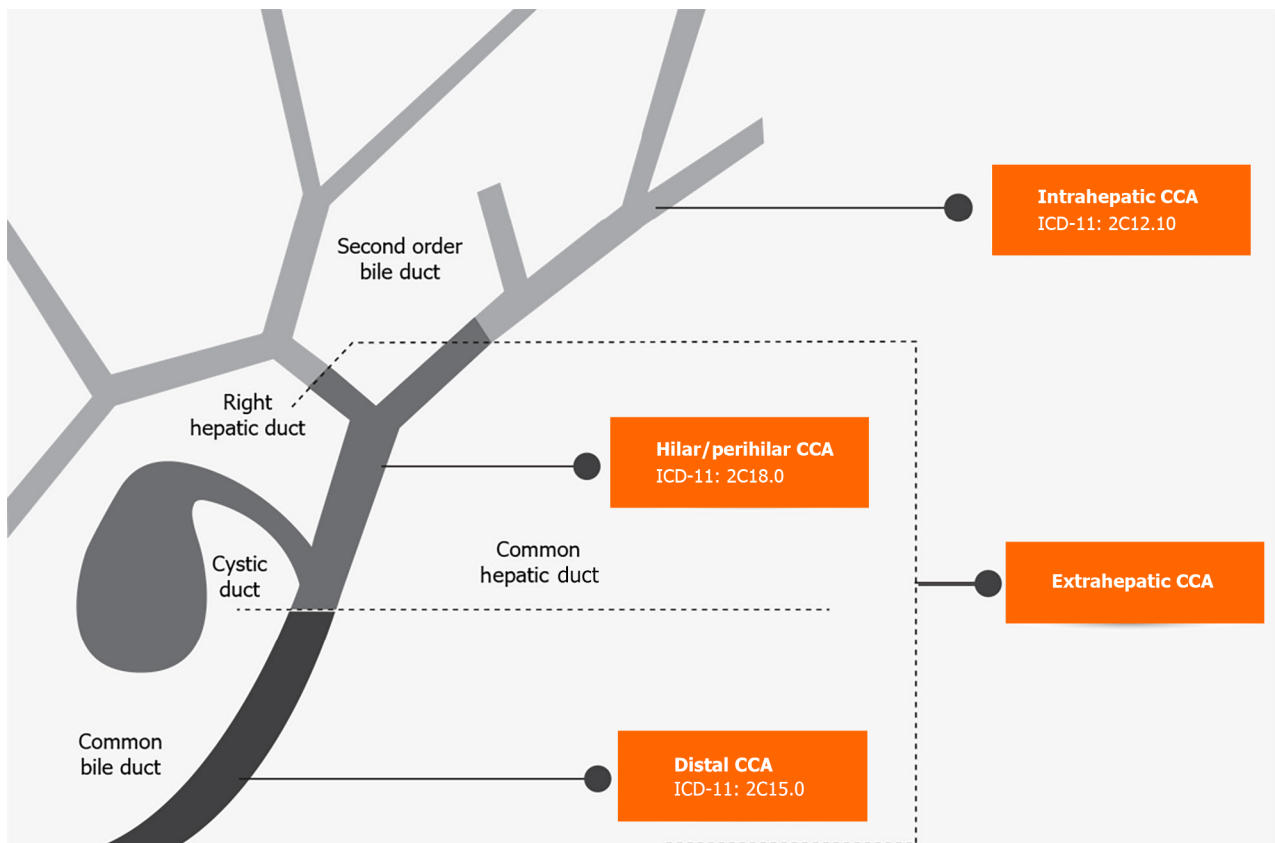 Intrahepatic CCA
ICD-11: 2C12.10
Second order
bile duct
Right
hepatic duct
Hilar/perihilar CCA
ICD-11: 2C18.0
Cystic
duct
Common
hepatic duct
Extrahepatic CCA
Common
bile duct
Distal CCA
ICD-11: 2C15.0